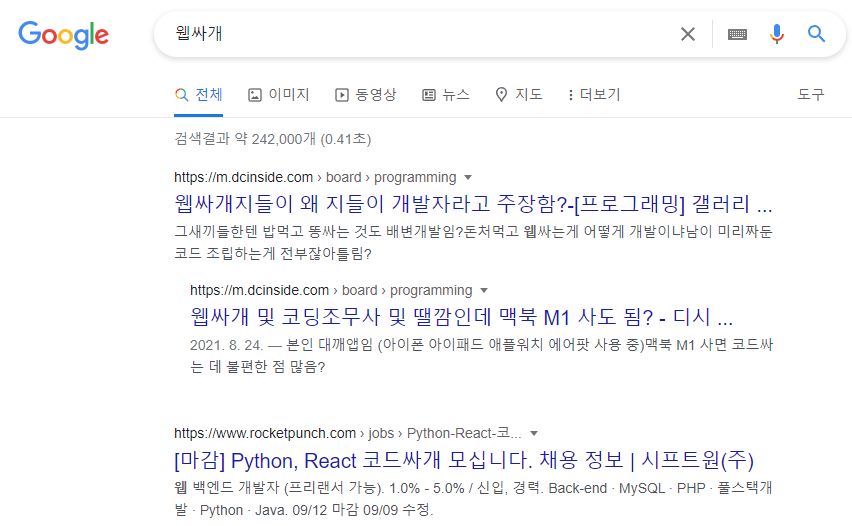 Google 웹싸개
전체 이미지 동영상 뉴스 지도 더보기 도구
검색결과 약 242,000개 (0.41초)
https://m.dcinside.com › board › programming
웹싸개지들이 왜 지들이 개발자라고 주장함?-[프로그래밍] 갤러리 ...
그새끼들한텐 밥먹고 똥싸는 것도 배변개발임?돈처먹고 웹싸는게 어떻게 개발이냐남이 미리짜둔
코드 조립하는게 전부잖아틀림?
https://m.dcinside.com › board › programming
웹싸개 및 코딩조무사 및 땔깜인데 맥북 M1 사도 됨? - 디시 ...
2021. 8. 24. — 본인 대깨앱임 (아이폰 아이패드 애플워치 에어팟 사용 중)맥북 M1 사면 코드싸
는 데 불편한 점 많음?
https://www.rocketpunch.com › jobs › Python-React-코...
[마감] Python, React 코드싸개 모십니다. 채용 정보 | 시프트원(주)
웹 백엔드 개발자 (프리랜서 가능). 1.0% - 5.0% / 신입, 경력. Back-end · MySQL · PHP · 풀스택개
발 · Python · Java. 09/12 마감 09/09 수정.